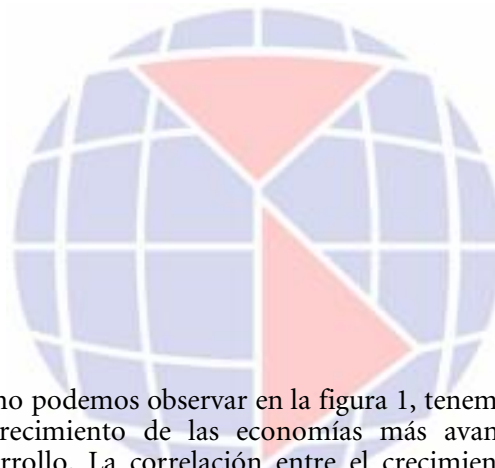 no podemos observar en la figura 1, tenem
recimiento de las economías más avan
rrollo. La correlación entre el crecimien